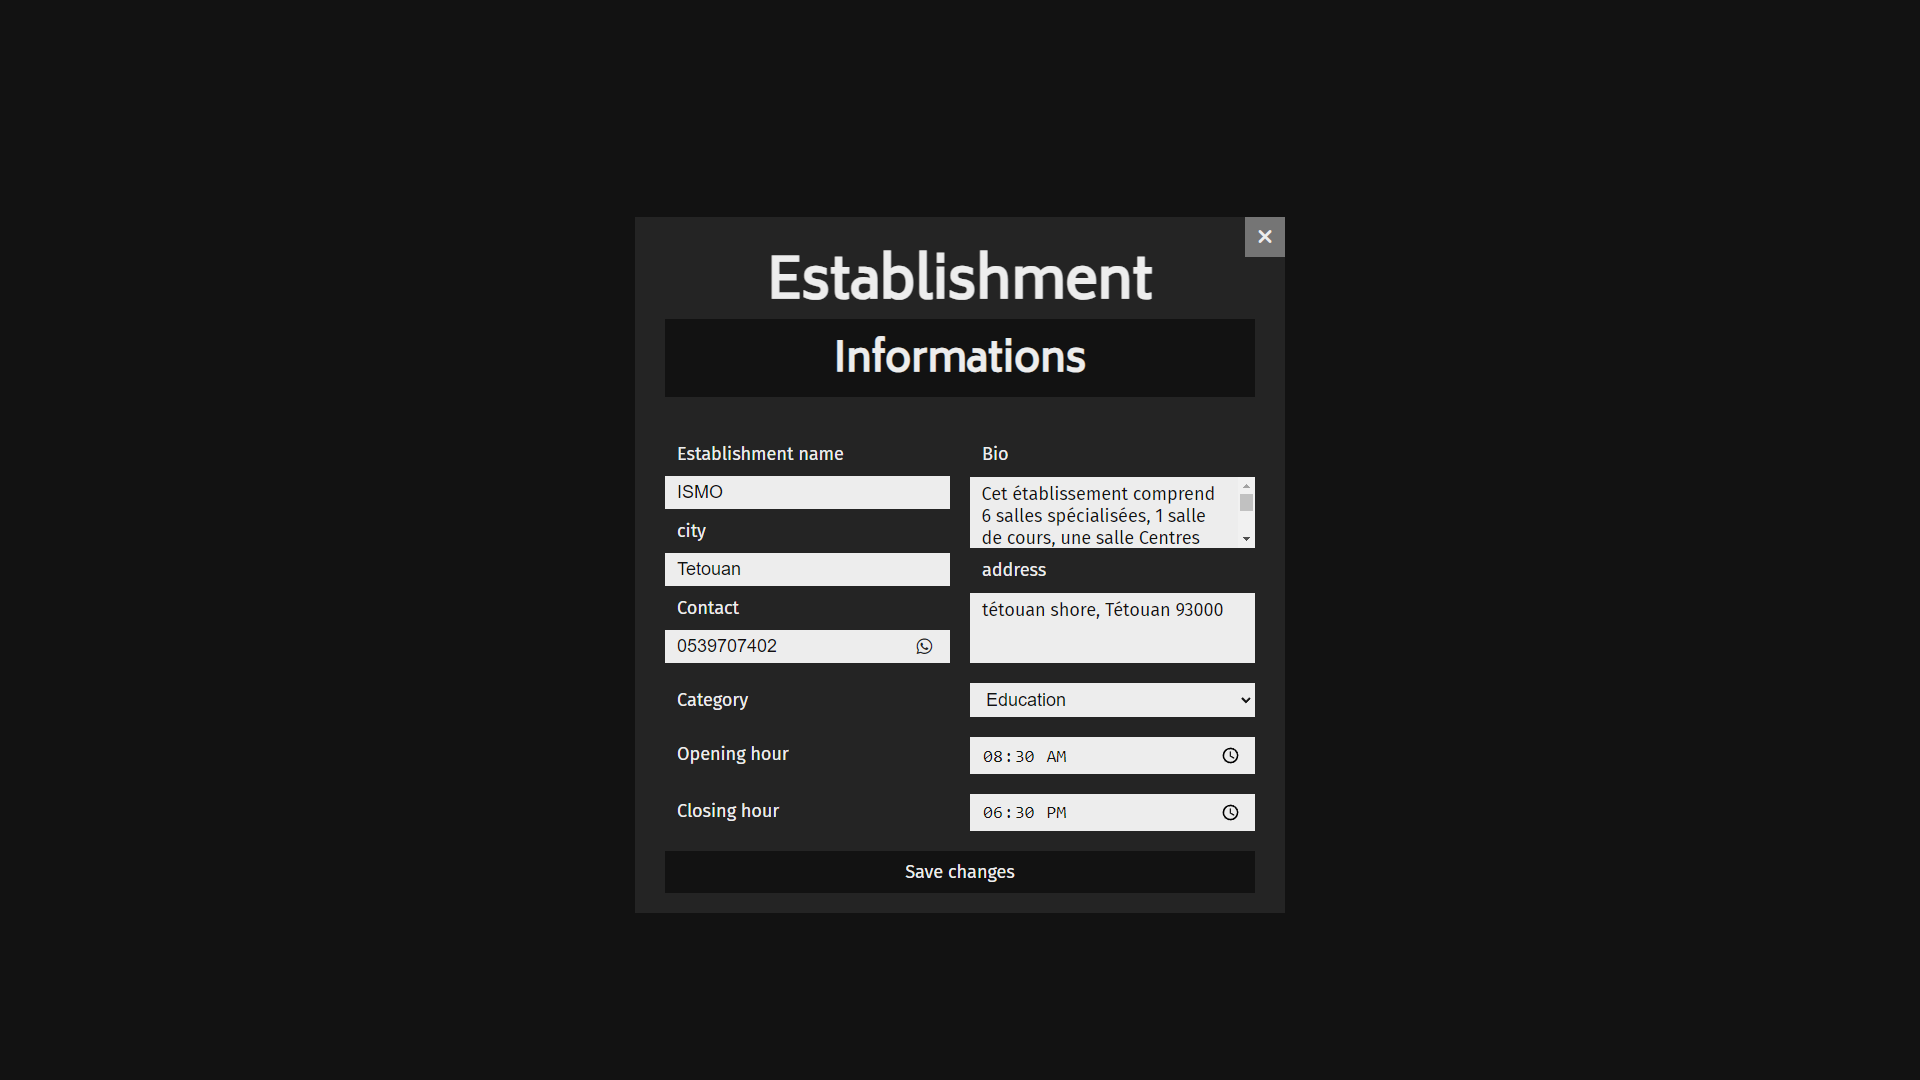 Establishment
Informations
Establishment name
ISMO
city
Tetouan
Contact
0539707402
Bio
Cet établissement comprend
6 salles spécialisées, 1 salle
de cours, une salle Centres
address
tétouan shore, Tétouan 93000
Category
Education
Opening hour
08:30 AM
Closing hour
06:30 PM
Save changes